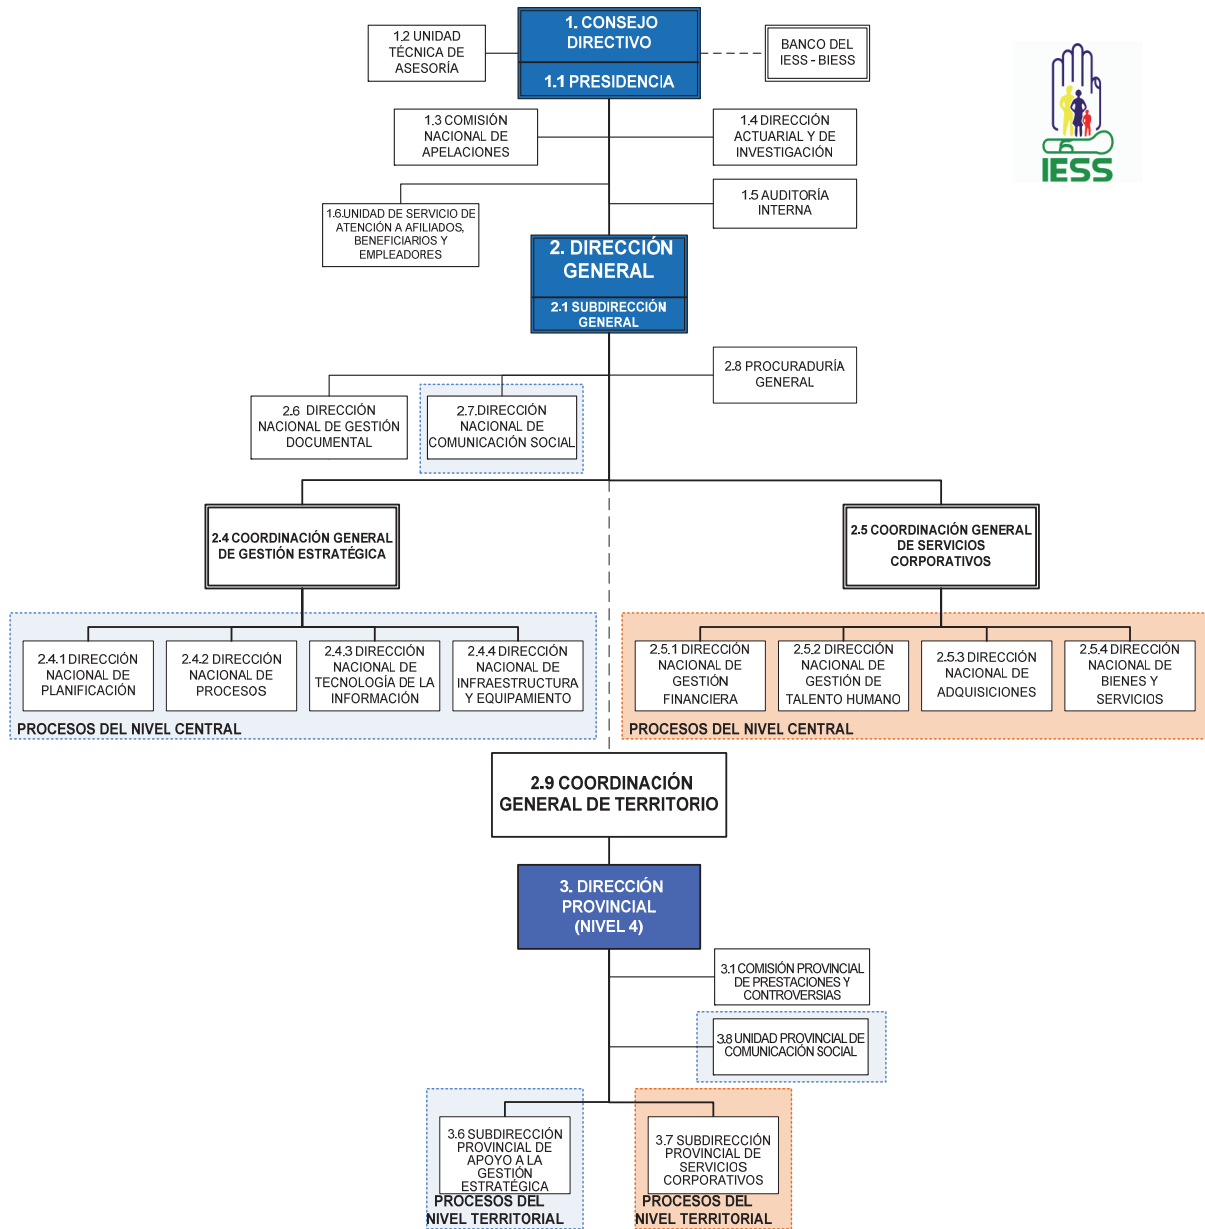 1. CONSEJO
DIRECTIVO
1.1 PRESIDENCIA
1.2 UNIDAD
TÉCNICA DE
ASESORÍA
BANCO DEL
IESS - BIESS
IESS
1.3 COMISIÓN
NACIONAL DE
APELACIONES
1.4 DIRECCIÓN
ACTUARIAL Y DE
INVESTIGACIÓN
1.5 AUDITORÍA
INTERNA
1.6.UNIDAD DE SERVICIO DE
ATENCIÓN A AFILIADOS,
BENEFICIARIOS Y
EMPLEADORES
2. DIRECCIÓN
GENERAL
2.1 SUBDIRECCIÓN
GENERAL
2.8 PROCURADURÍA
GENERAL
2.6 DIRECCIÓN
NACIONAL DE GESTIÓN
DOCUMENTAL
2.7.DIRECCIÓN
NACIONAL DE
COMUNICACIÓN SOCIAL
2.4 COORDINACIÓN GENERAL
DE GESTIÓN ESTRATÉGICA
2.5 COORDINACIÓN GENERAL
DE SERVICIOS
CORPORATIVOS
2.4.1 DIRECCIÓN
NACIONAL DE
PLANIFICACIÓN
2.4.2 DIRECCIÓN
NACIONAL DE
PROCESOS
2.4.3 DIRECCIÓN
NACIONAL DE
TECNOLOGÍA DE LA
INFORMACIÓN
2.4.4 DIRECCIÓN
NACIONAL DE
INFRAESTRUCTURA
Y EQUIPAMIENTO
PROCESOS DEL NIVEL CENTRAL
2.5.1 DIRECCIÓN
NACIONAL DE
GESTIÓN
FINANCIERA
2.5.2 DIRECCIÓN
NACIONAL DE
GESTIÓN DE
TALENTO HUMANO
2.5.3 DIRECCIÓN
NACIONAL DE
ADQUISICIONES
2.5.4 DIRECCIÓN
NACIONAL DE
BIENES Y
SERVICIOS
PROCESOS DEL NIVEL CENTRAL
2.9 COORDINACIÓN
GENERAL DE TERRITORIO
3. DIRECCIÓN
PROVINCIAL
(NIVEL 4)
3.1 COMISIÓN PROVINCIAL
DE PRESTACIONES Y
CONTROVERSIAS
3.8 UNIDAD PROVINCIAL DE
COMUNICACIÓN SOCIAL
3.6 SUBDIRECCIÓN
PROVINCIAL DE
APOYO A LA
GESTIÓN
ESTRATÉGICA
PROCESOS DEL
NIVEL TERRITORIAL
3.7 SUBDIRECCIÓN
PROVINCIAL DE
SERVICIOS
CORPORATIVOS
PROCESOS DEL
NIVEL TERRITORIAL